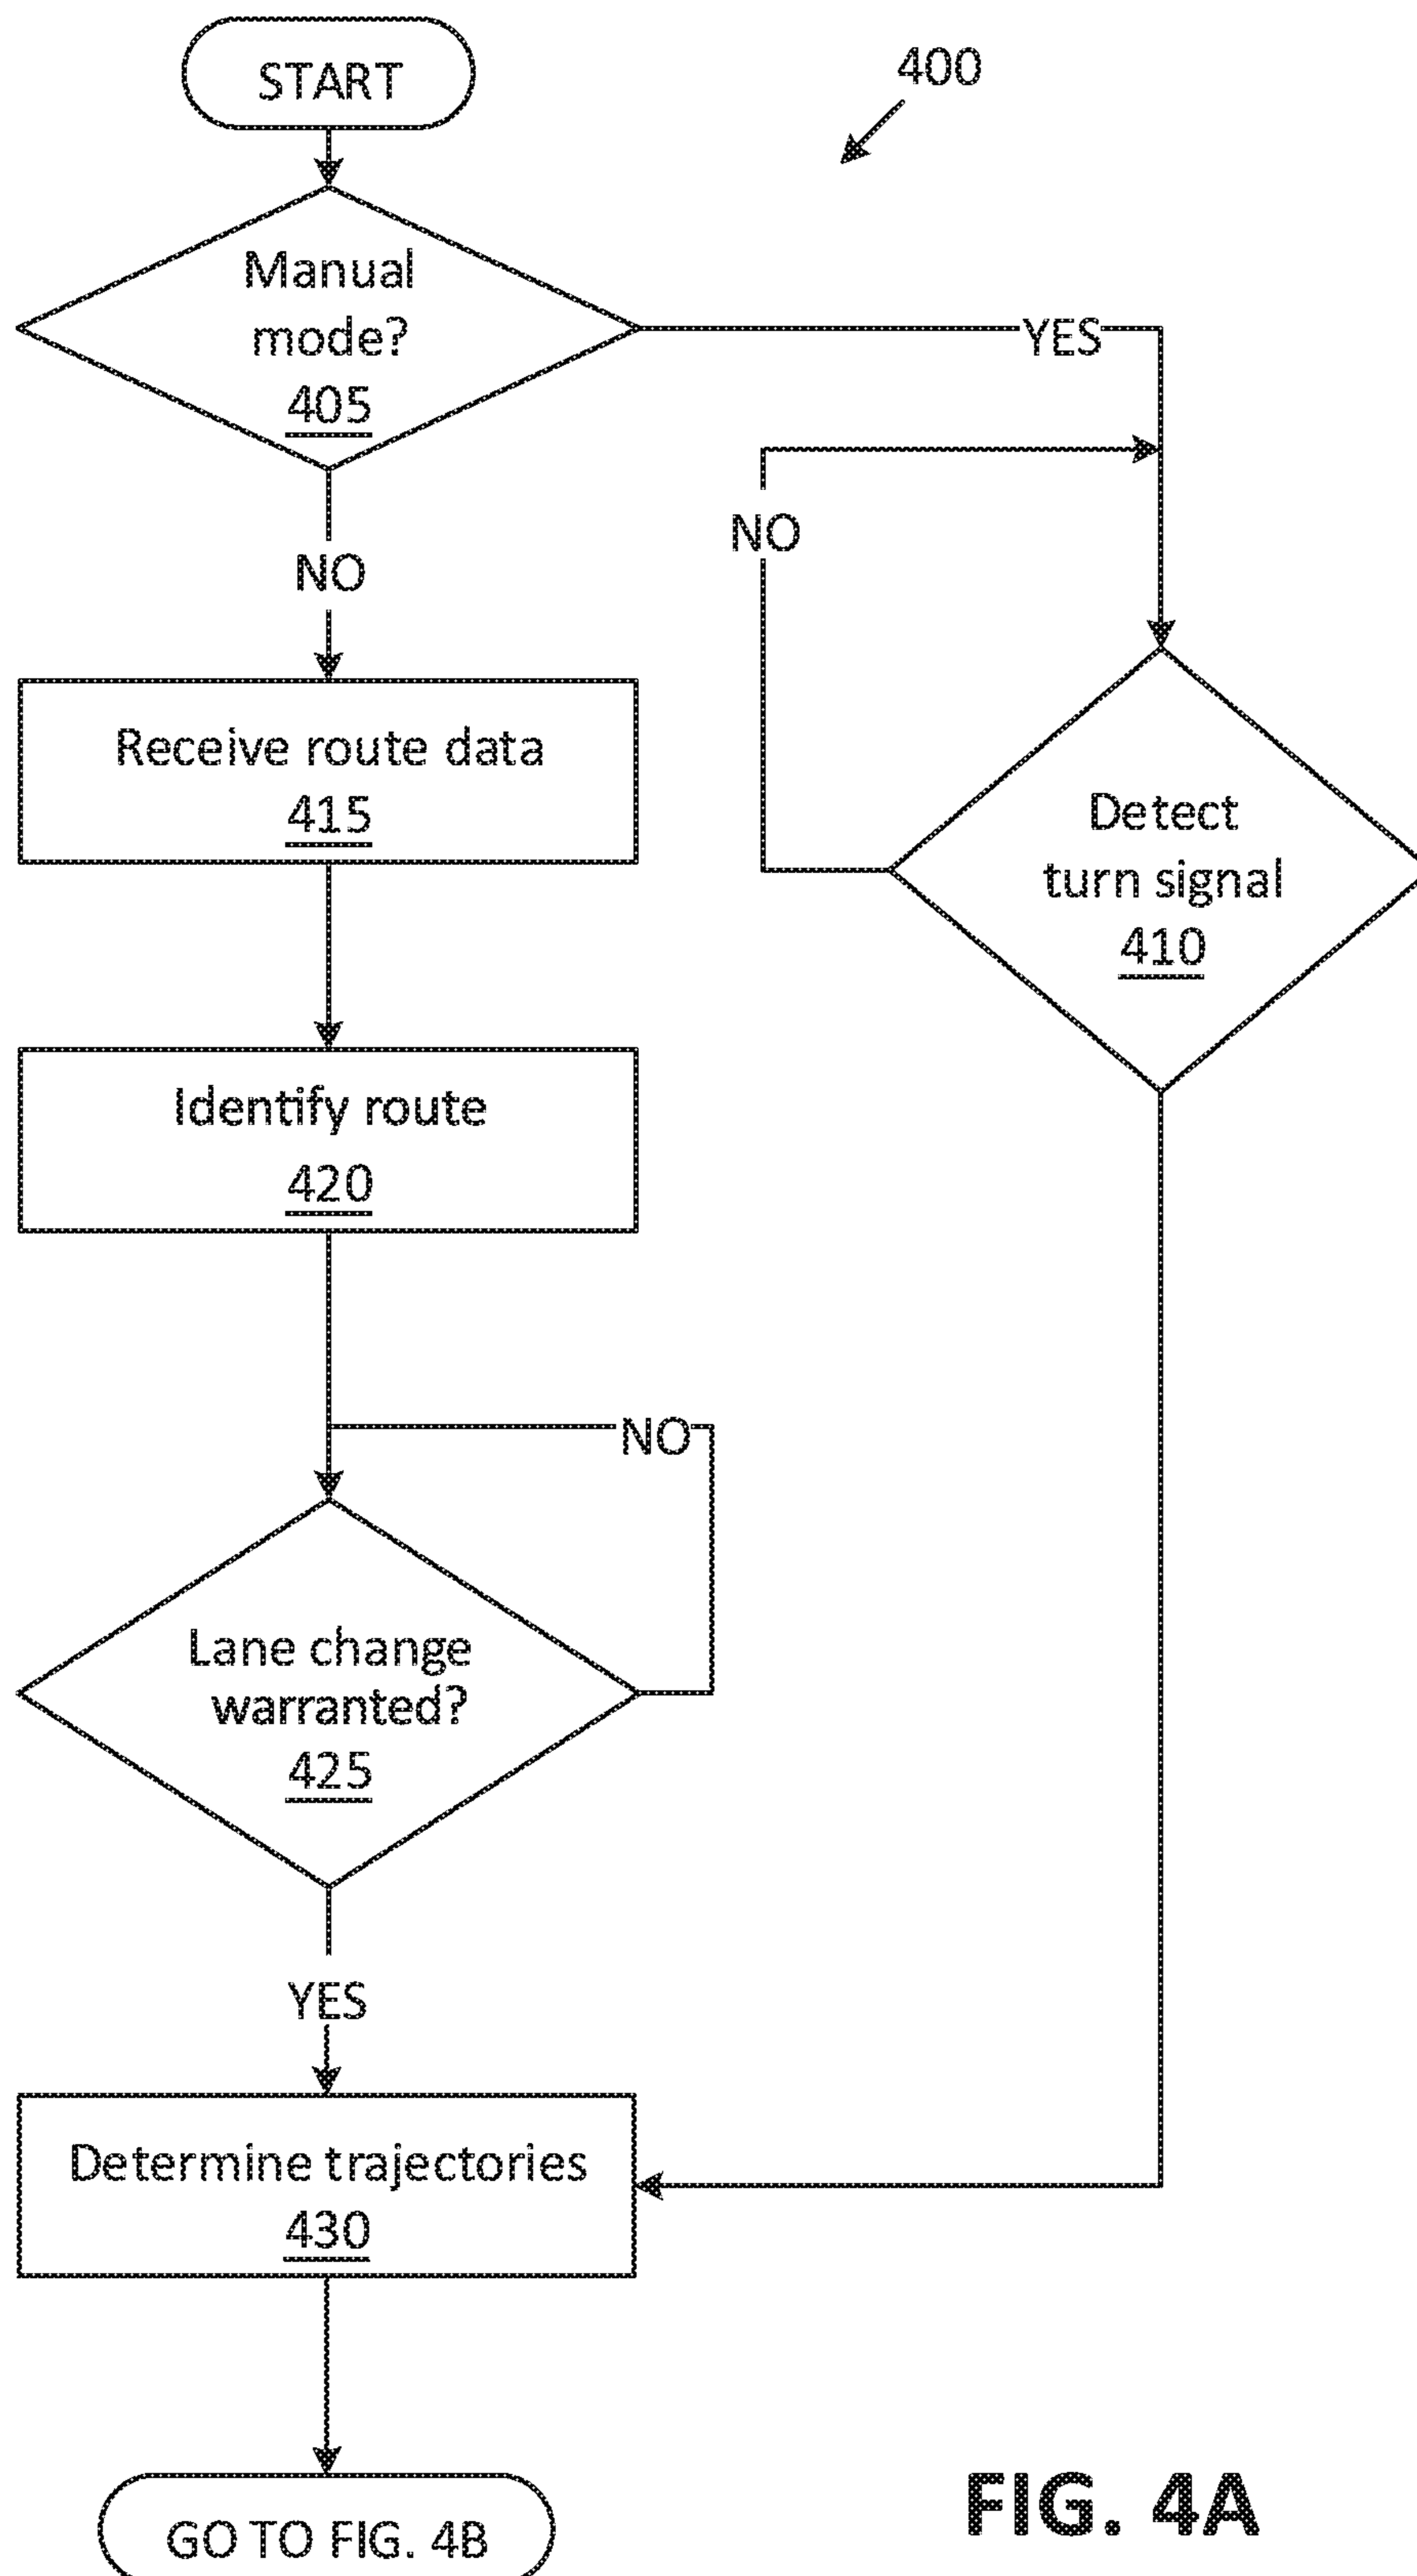 START
400
Manual
mode?
405
YES
NO
NO
Receive route data
415
Detect
turn signal
410
Identify route
420
NO
Lane change
warranted?
425
YES
Determine trajectories
430
GO TO FIG. 4B
FIG. 4A